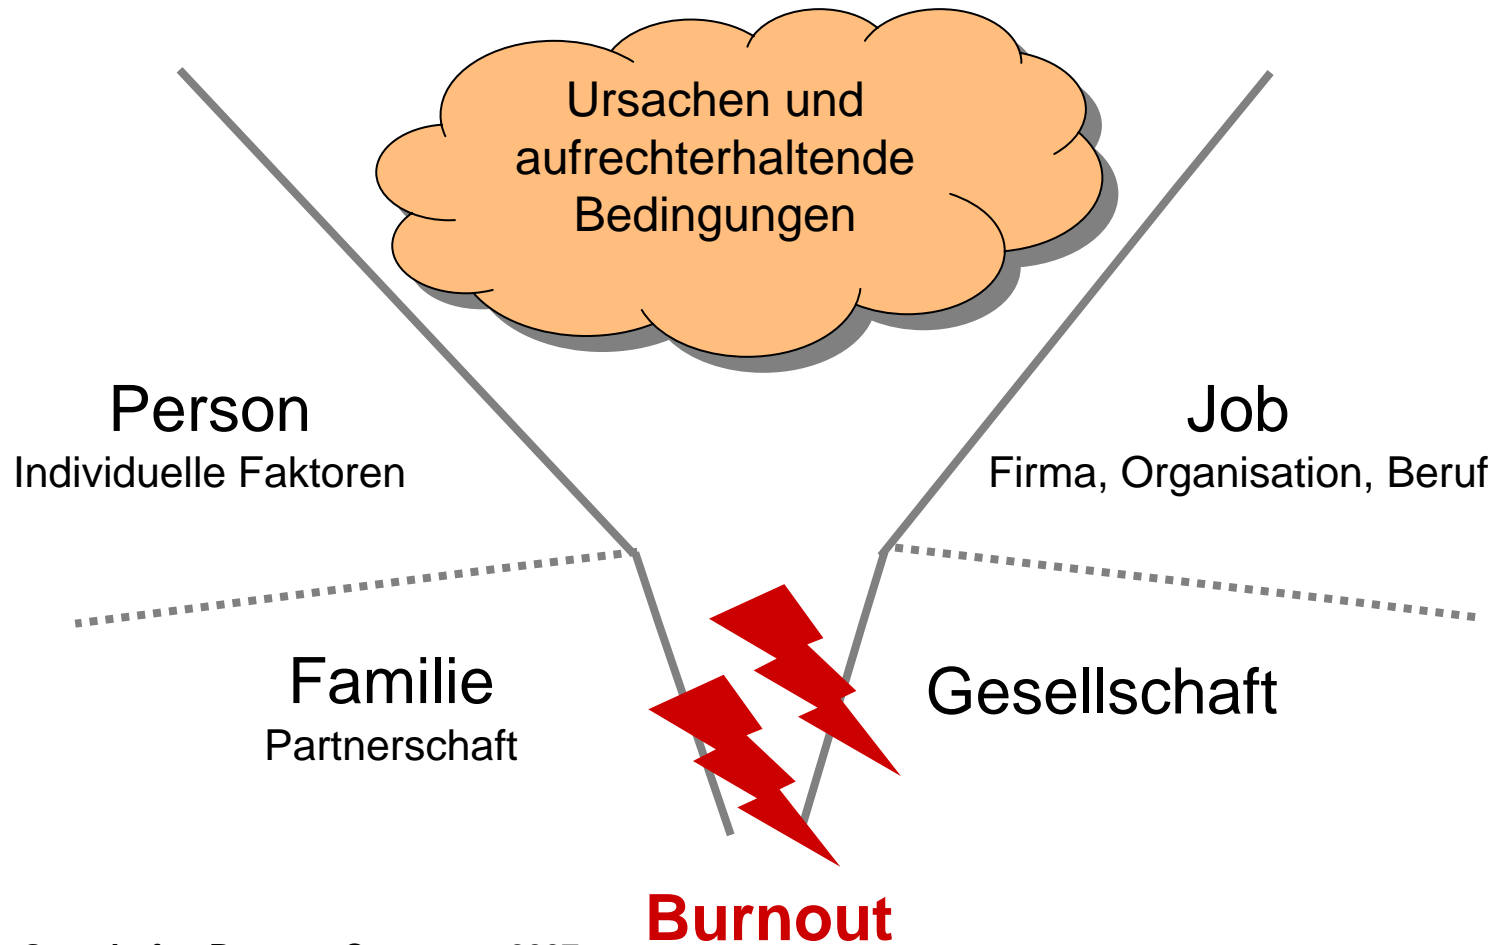 Ursachen und
aufrechterhaltende
Bedingungen
Person
Individuelle Faktoren
Job
Firma, Organisation, Beruf
Familie
Partnerschaft
Gesellschaft
Burnout